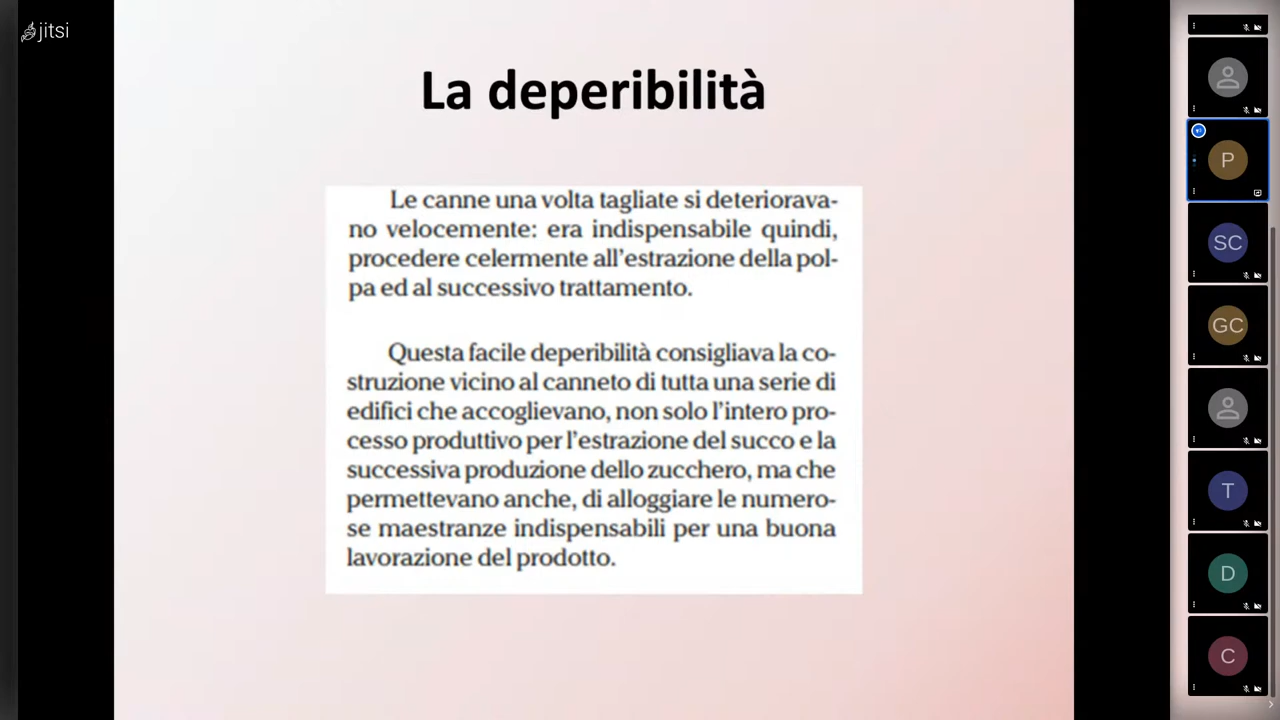 jitsi
La deperibilità
Le canne una volta tagliate si deteriorava-
no velocemente: era indispensabile quindi,
procedere celermente all'estrazione della pol-
pa ed al successivo trattamento.
Questa facile deperibilità consigliava la co-
struzione vicino al canneto di tutta una serie di
edifici che accoglievano, non solo l'intero pro-
cesso produttivo per l'estrazione del succo e la
successiva produzione dello zucchero, ma che
permettevano anche, di alloggiare le numero-
se maestranze indispensabili per una buona
lavorazione del prodotto.
P
SC
GC
T
D
C